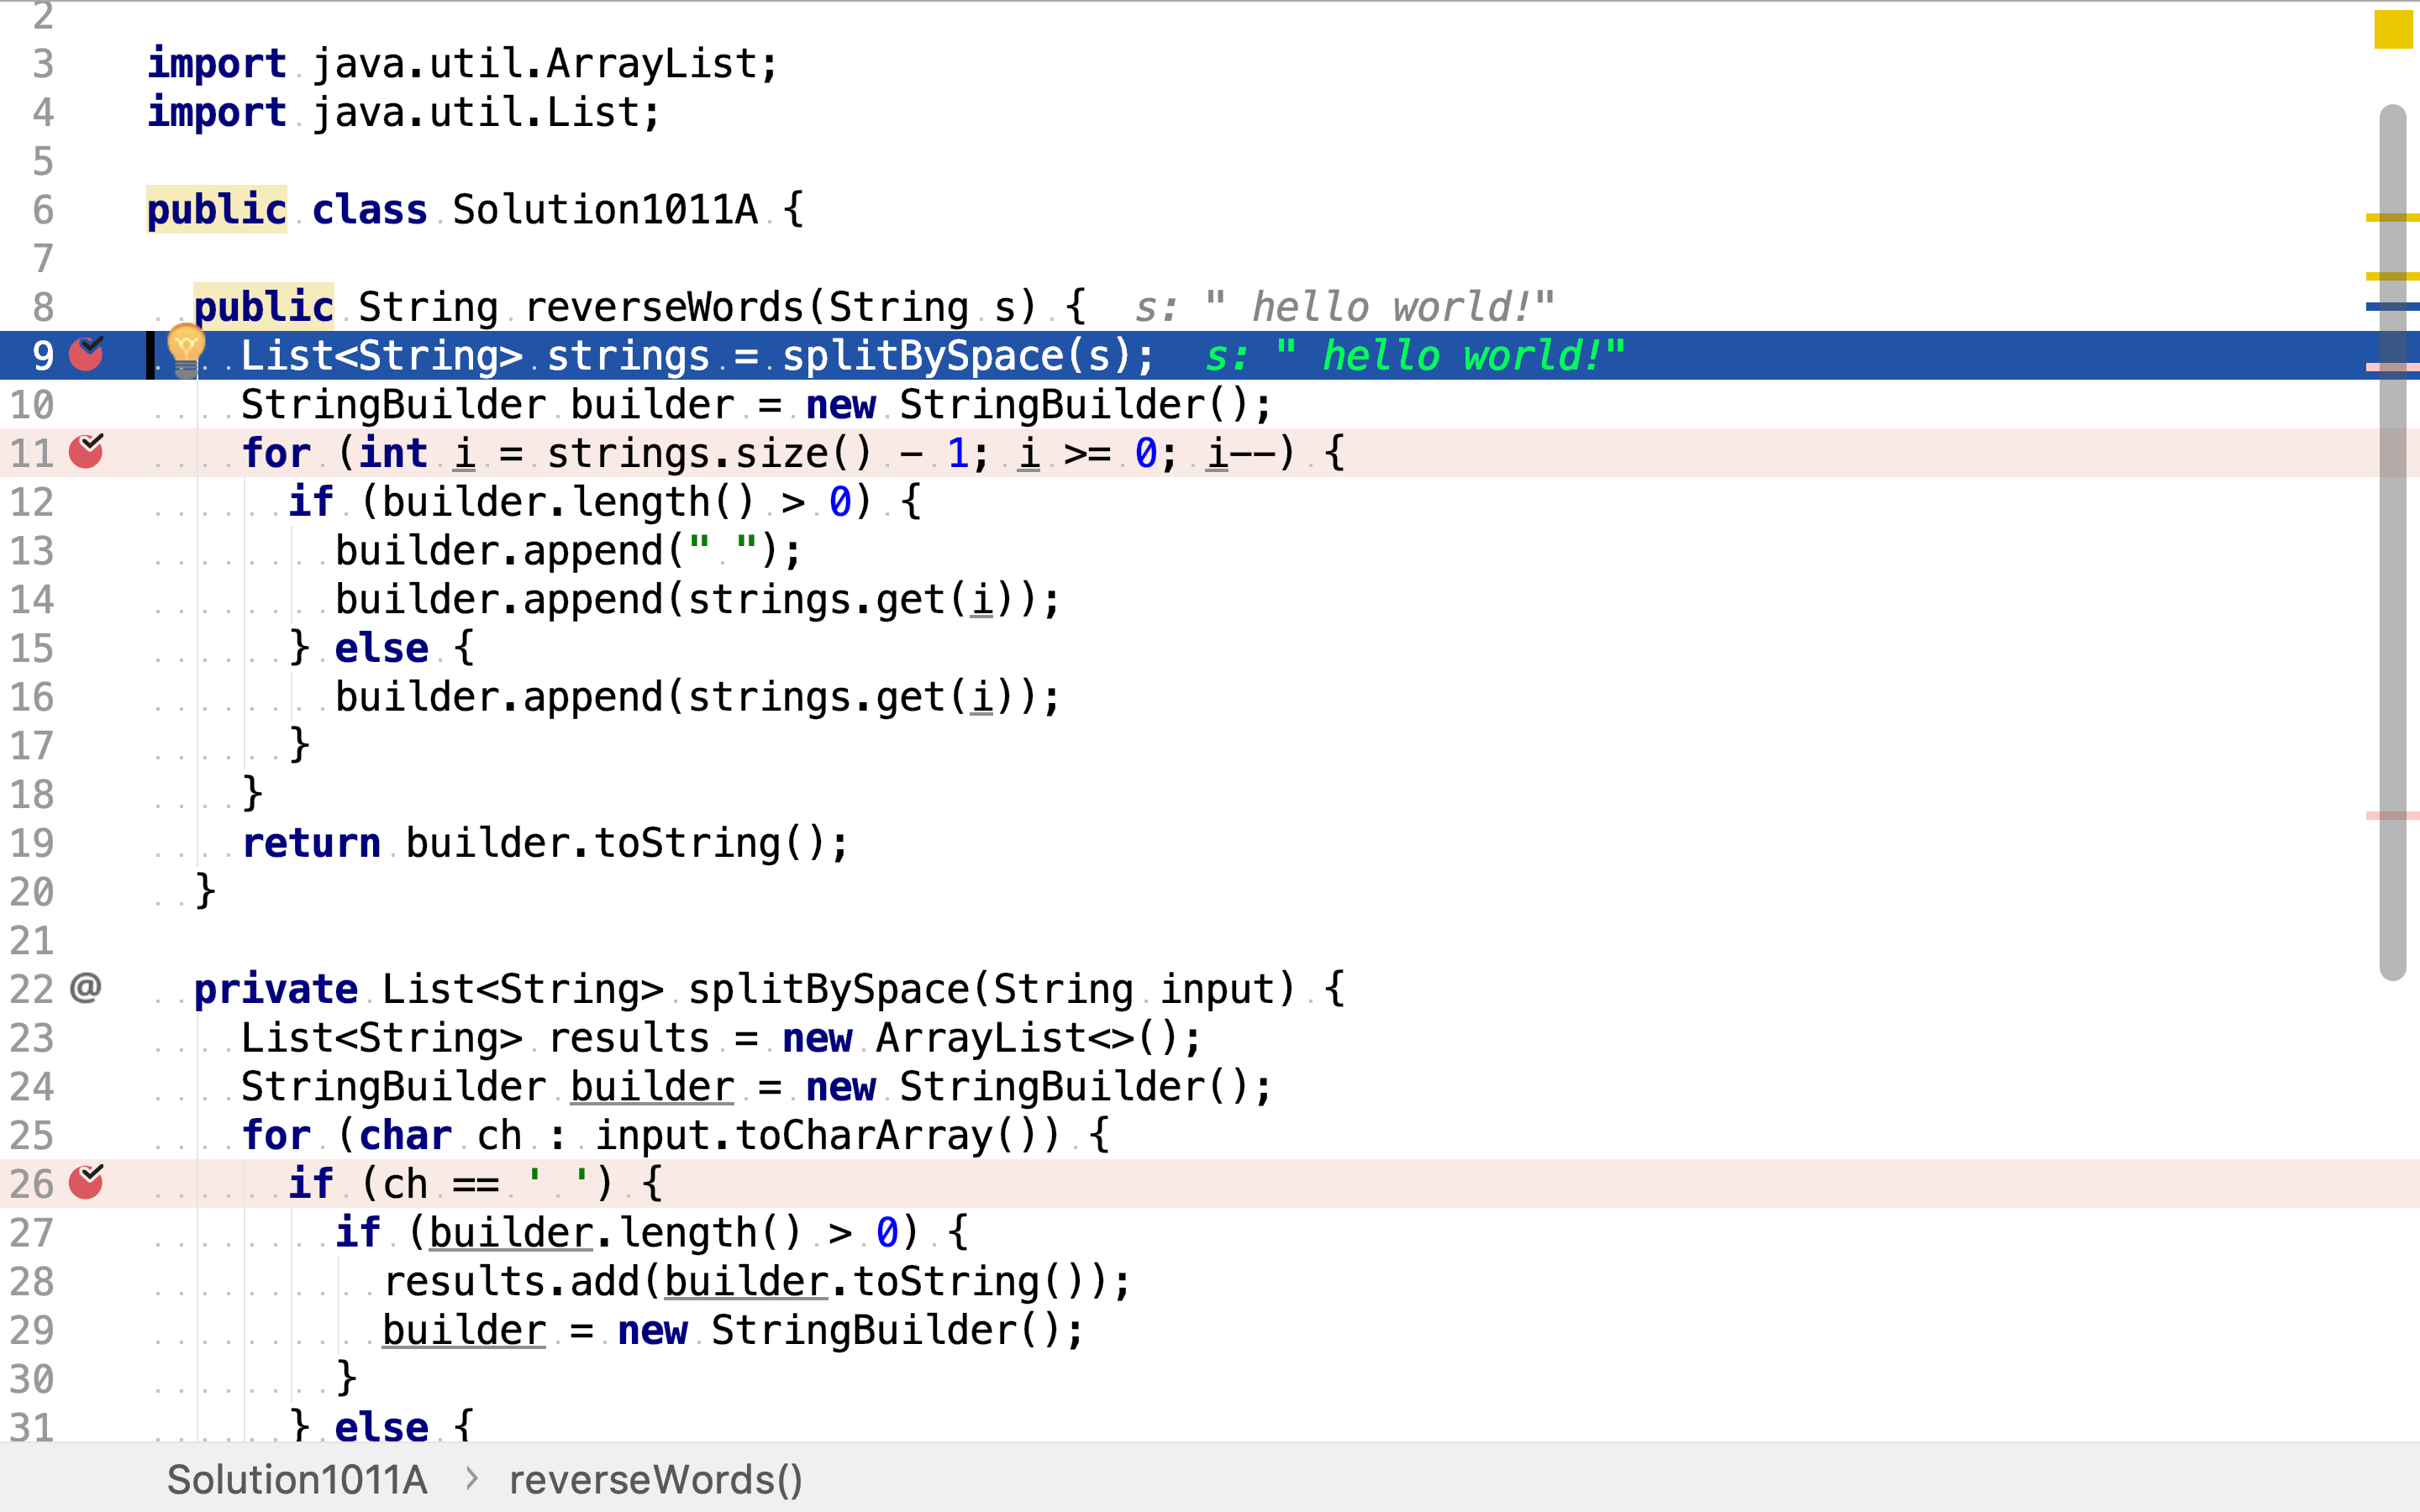 2
3 import java.util.ArrayList;
4 import java.util.List;
5
6 public class Solution1011A {
7
8 public String reverseWords(String s) { s: " hello world!"
9 List<String> strings = splitBySpace(s); s: " hello world!"
10 StringBuilder builder = new StringBuilder();
11 for (int i = strings.size() - 1; i >= 0; i--) {
12 if (builder.length() > 0) {
13 builder.append(" ");
14 builder.append(strings.get(i));
15 } else {
16 builder.append(strings.get(i));
17 }
18 }
19 return builder.toString();
20 }
21
22 @ private List<String> splitBySpace(String input) {
23 List<String> results = new ArrayList<>();
24 StringBuilder builder = new StringBuilder();
25 for (char ch : input.toCharArray()) {
26 if (ch == ' ') {
27 if (builder.length() > 0) {
28 results.add(builder.toString());
29 builder = new StringBuilder();
30 }
31 } else {
Solution1011A › reverseWords()